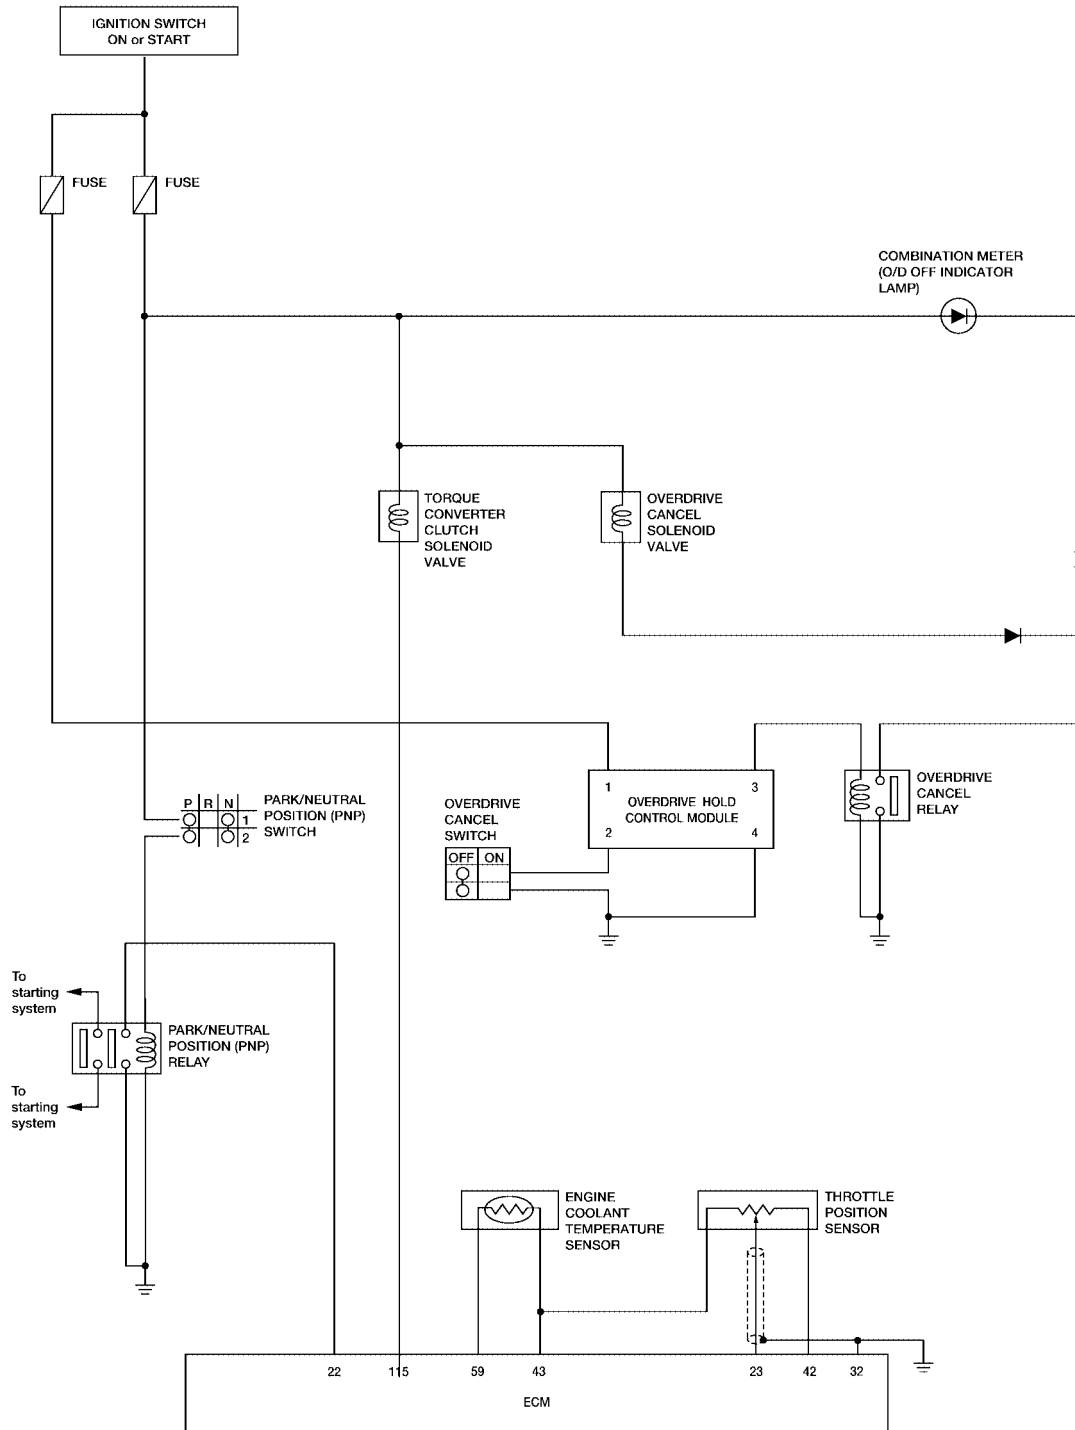 IGNITION SWITCH
ON or START
FUSE
FUSE
COMBINATION METER
(O/D OFF INDICATOR
LAMP)
TORQUE
CONVERTER
CLUTCH
SOLENOID
VALVE
OVERDRIVE
CANCEL
SOLENOID
VALVE
P R N
1
2
PARK/NEUTRAL
POSITION (PNP)
SWITCH
OVERDRIVE
CANCEL
SWITCH
OFF ON
1 3
OVERDRIVE HOLD
CONTROL MODULE
2 4
OVERDRIVE
CANCEL
RELAY
To
starting
system
PARK/NEUTRAL
POSITION (PNP)
RELAY
To
starting
system
ENGINE
COOLANT
TEMPERATURE
SENSOR
THROTTLE
POSITION
SENSOR
22 115 59 43 23 42 32
ECM